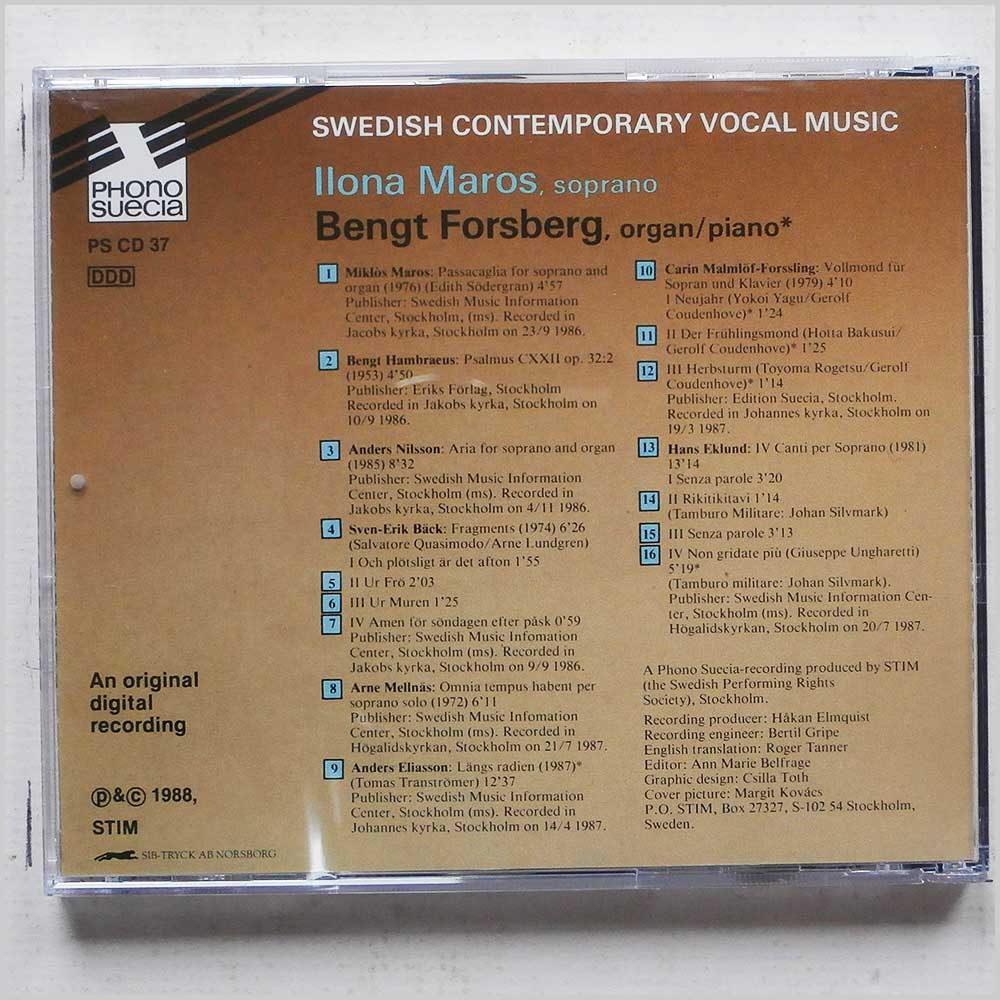 PHONO
SUECIA
PS CD 37
DDD
SWEDISH CONTEMPORARY VOCAL MUSIC
Ilona Maros, soprano
Bengt Forsberg, organ/piano*
1 Miklòs Maros: Passacaglia for soprano and
organ (1976) (Edith Södergran) 4'57
Publisher: Swedish Music Information
Center, Stockholm, (ms). Recorded in
Jacobs kyrka, Stockholm on 23/9 1986.
2 Bengt Hambraeus: Psalmus CXXII op. 32:2
(1953) 4'50
Publisher: Eriks Förlag, Stockholm
Recorded in Jakobs kyrka, Stockholm on
10/9 1986.
3 Anders Nilsson: Aria for soprano and organ
(1985) 8'32
Publisher: Swedish Music Information
Center, Stockholm (ms). Recorded in
Jakobs kyrka, Stockholm on 4/11 1986.
4 Sven-Erik Bäck: Fragments (1974) 6'26
(Salvatore Quasimodo/Arne Lundgren)
I Och plötsligt är det afton 1'55
5 II Ur Frö 2'03
6 III Ur Muren 1'25
7 IV Amen för söndagen efter påsk 0'59
Publisher: Swedish Music Infomation
Center, Stockholm (ms). Recorded in
Jakobs kyrka, Stockholm on 9/9 1986.
8 Arne Mellnäs: Omnia tempus habent per
soprano solo (1972) 6'11
Publisher: Swedish Music Infomation
Center, Stockholm (ms). Recorded in
Högalidskyrkan, Stockholm on 21/7 1987.
9 Anders Eliasson: Längs radien (1987)*
(Tomas Tranströmer) 12'37
Publisher: Swedish Music Information
Center, Stockholm (ms). Recorded in
Johannes kyrka, Stockholm on 14/4 1987.
10 Carin Malmlöf-Forssling: Vollmond für
Sopran und Klavier (1979) 4'10
I Neujahr (Yokoi Yagu/Gerolf
Coudenhove)* 1'24
11 II Der Frühlingsmond (Hotta Bakusui/
Gerolf Coudenhove)* 1'25
12 III Herbsturm (Toyoma Rogetsu/Gerolf
Coudenhove)* 1'14
Publisher: Edition Suecia, Stockholm.
Recorded in Johannes kyrka, Stockholm on
19/3 1987.
13 Hans Eklund: IV Canti per Soprano (1981)
13'14
I Senza parole 3'20
14 II Rikitikitavi 1'14
(Tamburo Militare: Johan Silvmark)
15 III Senza parole 3'13
16 IV Non gridate più (Giuseppe Ungharetti)
5'19*
(Tamburo militare: Johan Silvmark).
Publisher: Swedish Music Information Cen-
ter, Stockholm (ms). Recorded in
Högalidskyrkan, Stockholm on 20/7 1987.
A Phono Suecia-recording produced by STIM
(the Swedish Performing Rights
Society), Stockholm.
Recording producer: Håkan Elmquist
Recording engineer: Bertil Gripe
English translation: Roger Tanner
Editor: Ann Marie Belfrage
Graphic design: Csilla Toth
Cover picture: Margit Kovács
P.O. STIM, Box 27327, S-102 54 Stockholm,
Sweden.
An original
digital
recording
℗&© 1988,
STIM
SIB-TRYCK AB NORSBORG